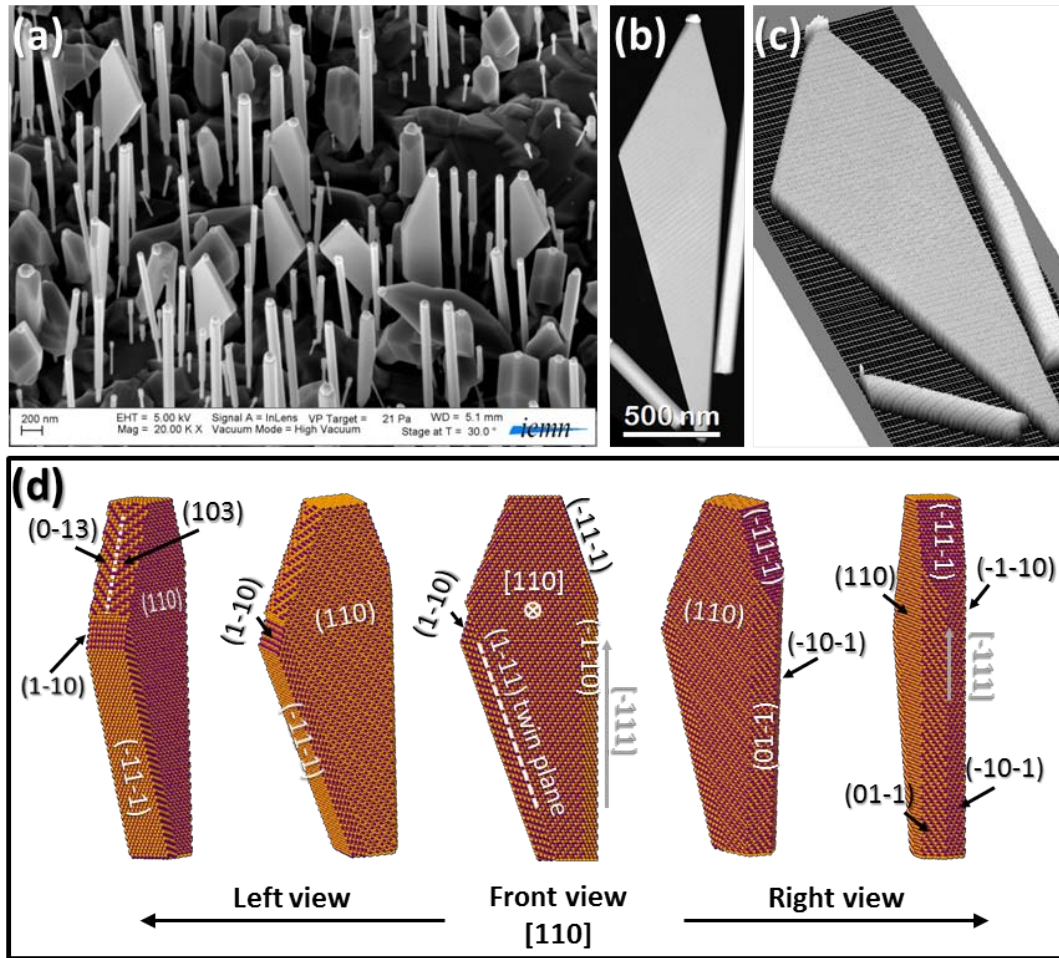 (a)
(b)
(c)
200 nm
EHT = 5.00 kV Signal A = InLens VP Target = 21 Pa WD = 5.1 mm
Mag = 20.00 K X Vacuum Mode = High Vacuum Stage at T = 30.0 °
iemn
500 nm
(d)
(0-13)
(103)
(110)
(1-10)
(-11-1)
(1-10)
(110)
(-11-1)
(-11-1)
(1-10)
[110]
(1-11) twin plane
(-1-10)
[-111]
(-11-1)
(110)
(-10-1)
(01-1)
(-11-1)
(110)
(-1-10)
[-111]
(01-1)
(-10-1)
Left view
Front view
[110]
Right view